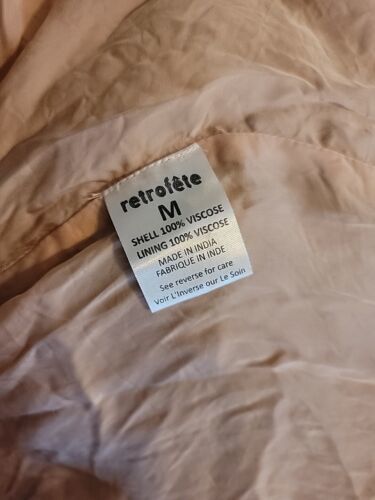 retrofête
M
SHELL 100% VISCOSE
LINING 100% VISCOSE
MADE IN INDIA
FABRIQUE IN INDE
See reverse for care
Voir L'Inverse our Le Soin